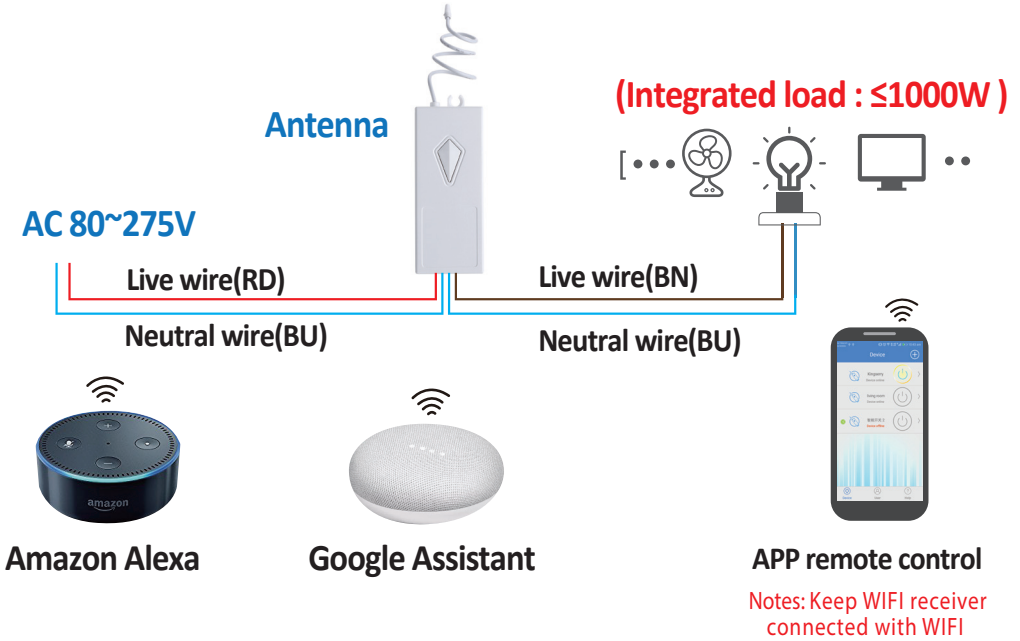 (Integrated load : ≤1000W )
Antenna
AC 80~275V
Live wire(RD)
Live wire(BN)
Neutral wire(BU)
Neutral wire(BU)
Device
amazon
Amazon Alexa
Google Assistant
APP remote control
Notes: Keep WIFI receiver
connected with WIFI